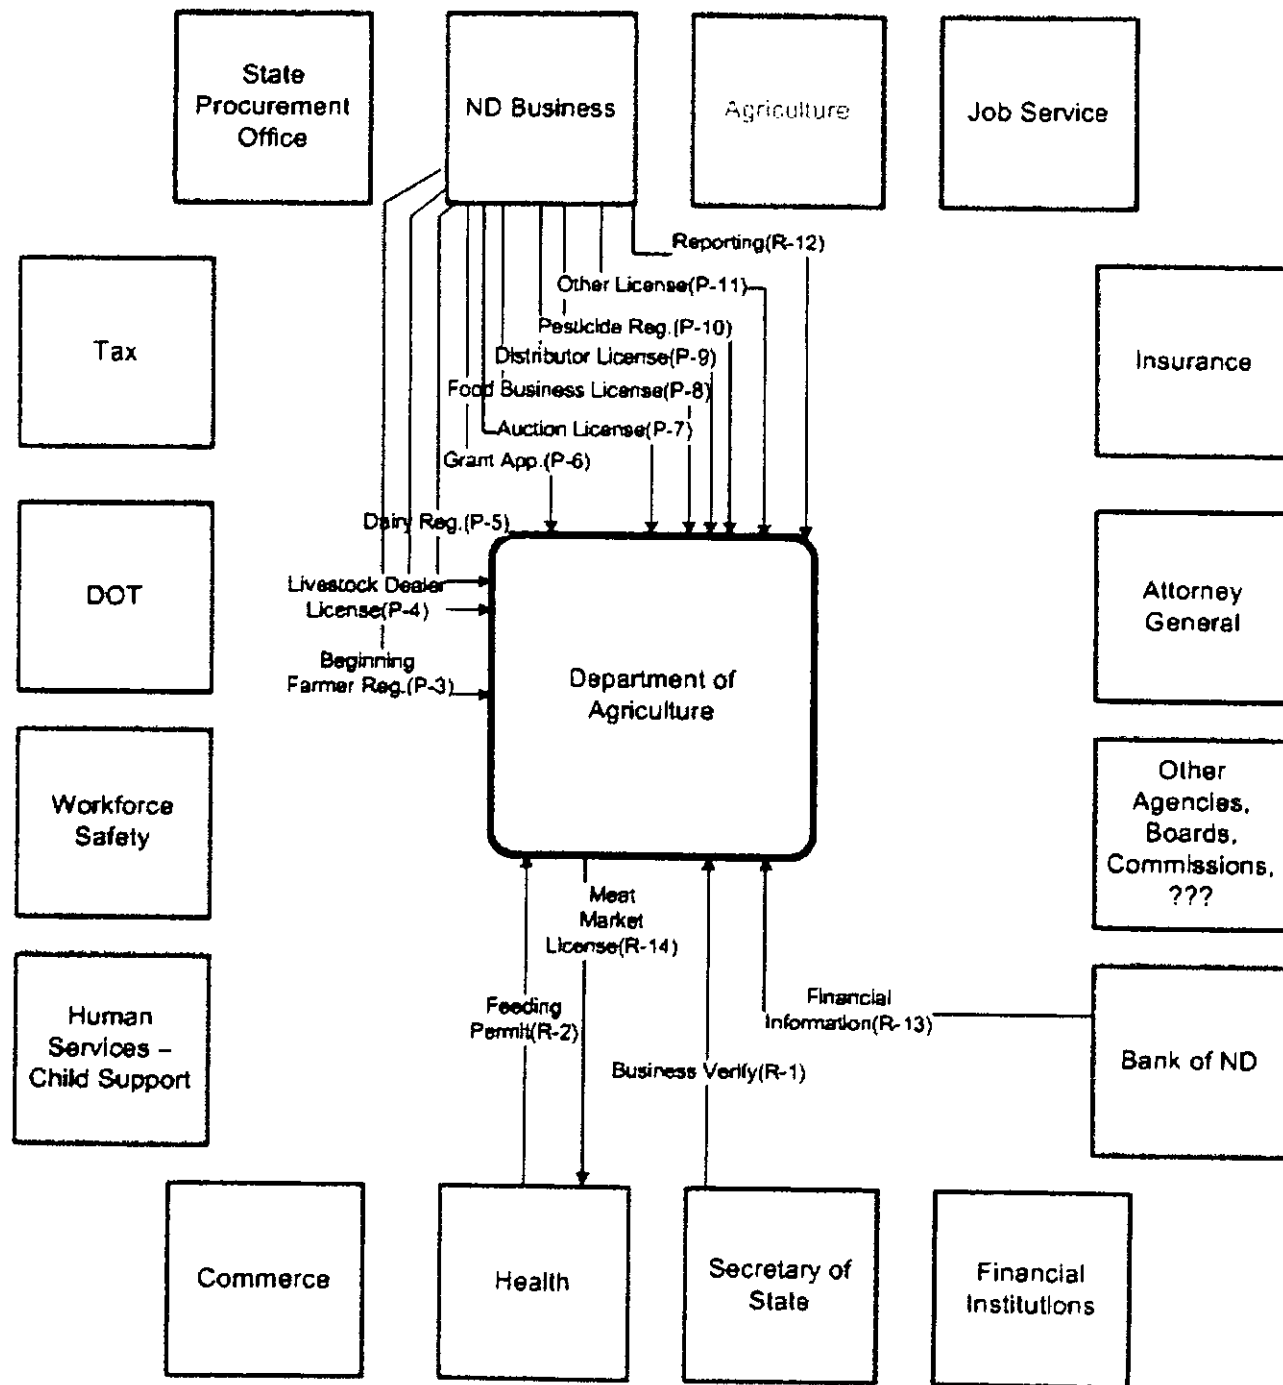 State
Procurement
Office
ND Business
Agriculture
Job Service
Reporting(R-12)
Other License(P-11)
Tax
Pesticide Reg.(P-10)
Distributor License(P-9)
Food Business License(P-8)
Insurance
Auction License(P-7)
Grant App.(P-6)
Dairy Reg.(P-5)
DOT
Livestock Dealer
License(P-4)
Attorney
General
Beginning
Farmer Reg.(P-3)
Department of
Agriculture
Workforce
Safety
Other
Agencies,
Boards,
Commissions,
???
Meat
Market
License(R-14)
Human
Services –
Child Support
Feeding
Permit(R-2)
Financial
Information(R-13)
Business Verify(R-1)
Bank of ND
Commerce
Health
Secretary of
State
Financial
Institutions